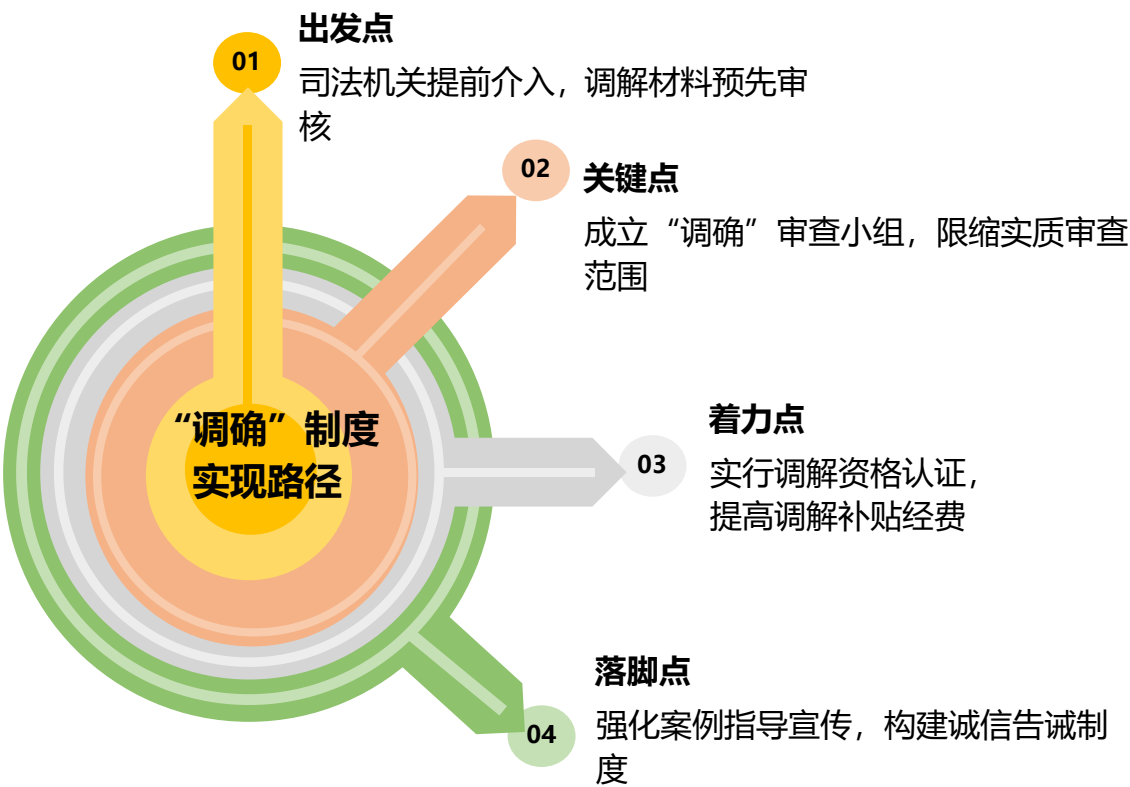 01
出发点
司法机关提前介入，调解材料预先审
核
02
关键点
成立“调确”审查小组，限缩实质审查
范围
“调确”制度
实现路径
03
着力点
实行调解资格认证，
提高调解补贴经费
04
落脚点
强化案例指导宣传，构建诚信告诫制
度